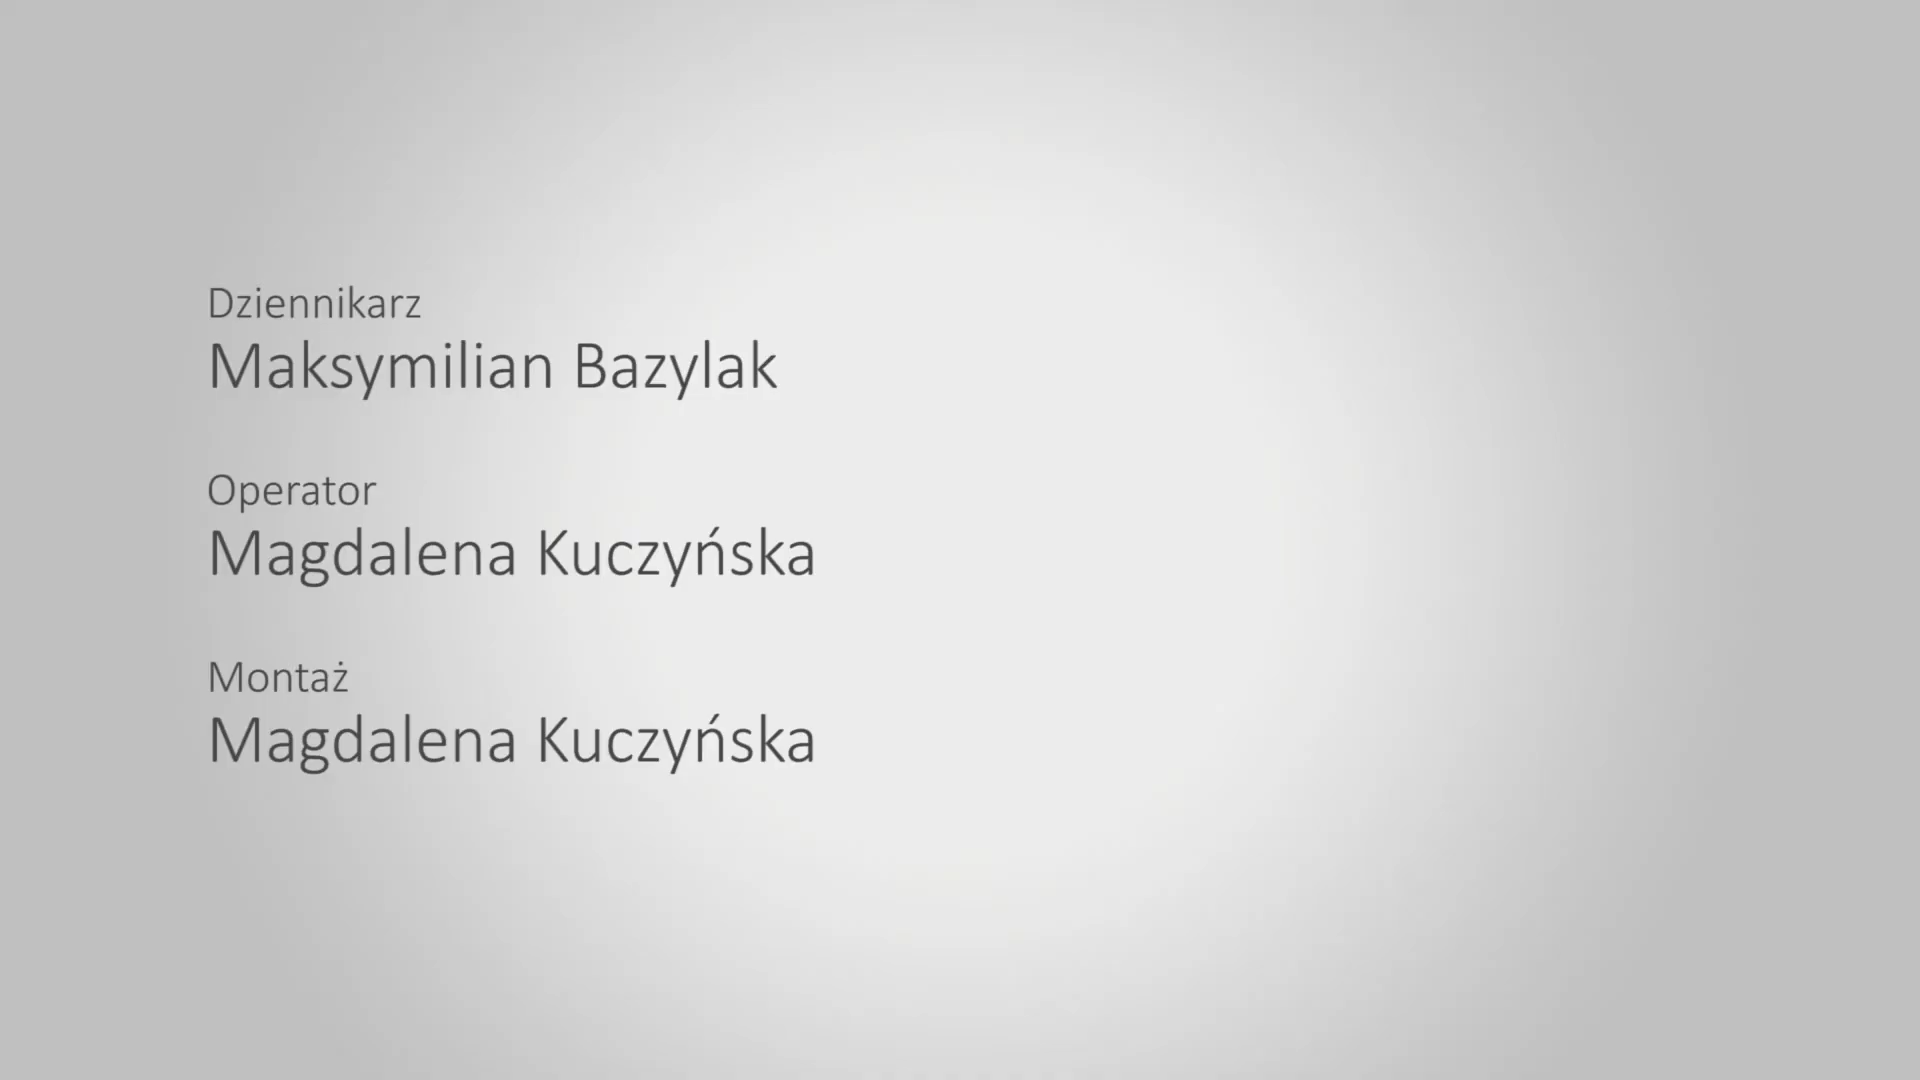 Dziennikarz
Maksymilian Bazylak
Operator
Magdalena Kuczyńska
Montaż
Magdalena Kuczyńska